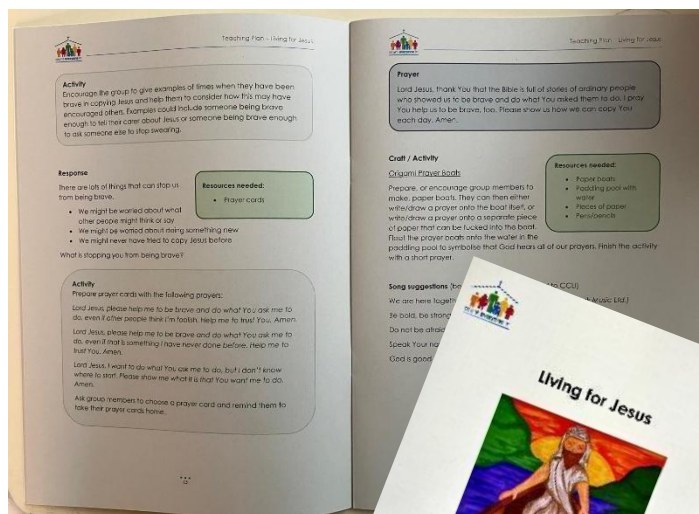 Teaching Plan – Living for Jesus
Activity
Encourage the group to give examples of times when they have been
brave in copying Jesus and help them to consider how this may have
encouraged others. Examples could include someone being brave
enough to tell their carer about Jesus or someone being brave enough
to ask someone else to stop swearing.
Response
There are lots of things that can stop us
from being brave.
• We might be worried about what
other people might think or say
• We might be worried about doing something new
• We might never have tried to copy Jesus before
What is stopping you from being brave?
Resources needed:
• Prayer cards
Activity
Prepare prayer cards with the following prayers:
Lord Jesus, please help me to be brave and do what You ask me to
do, even if other people think I'm foolish. Help me to trust You. Amen.
Lord Jesus, please help me to be brave and do what You ask me to
do, even if that is something I have never done before. Help me to
trust You. Amen.
Lord Jesus, I want to do what You ask me to do, but I don't know
where to start. Please show me what it is that You want me to do.
Amen.
Ask group members to choose a prayer card and remind them to
take their prayer cards home.
Teaching Plan – Living for Jesus
Prayer
Lord Jesus, thank You that the Bible is full of stories of ordinary people
who showed us to be brave and do what You asked them to do. I pray
You help us to be brave, too. Please show us how we can copy You
each day. Amen.
Craft / Activity
Origami Prayer Boats
Prepare, or encourage group members to
make, paper boats. They can then either
write/draw a prayer onto the boat itself, or
write/draw a prayer onto a separate piece
of paper that can be tucked into the boat.
Float the prayer boats onto the water in the
paddling pool to symbolise that God hears all of our prayers. Finish the activity
with a short prayer.
Resources needed:
• Paper boats
• Paddling pool with
water
• Pieces of paper
• Pens/pencils
Song suggestions (be to CCLI)
We are here togeth Music Ltd.)
Be bold, be strong
Do not be afraid
Speak Your na
God is good
Living for Jesus